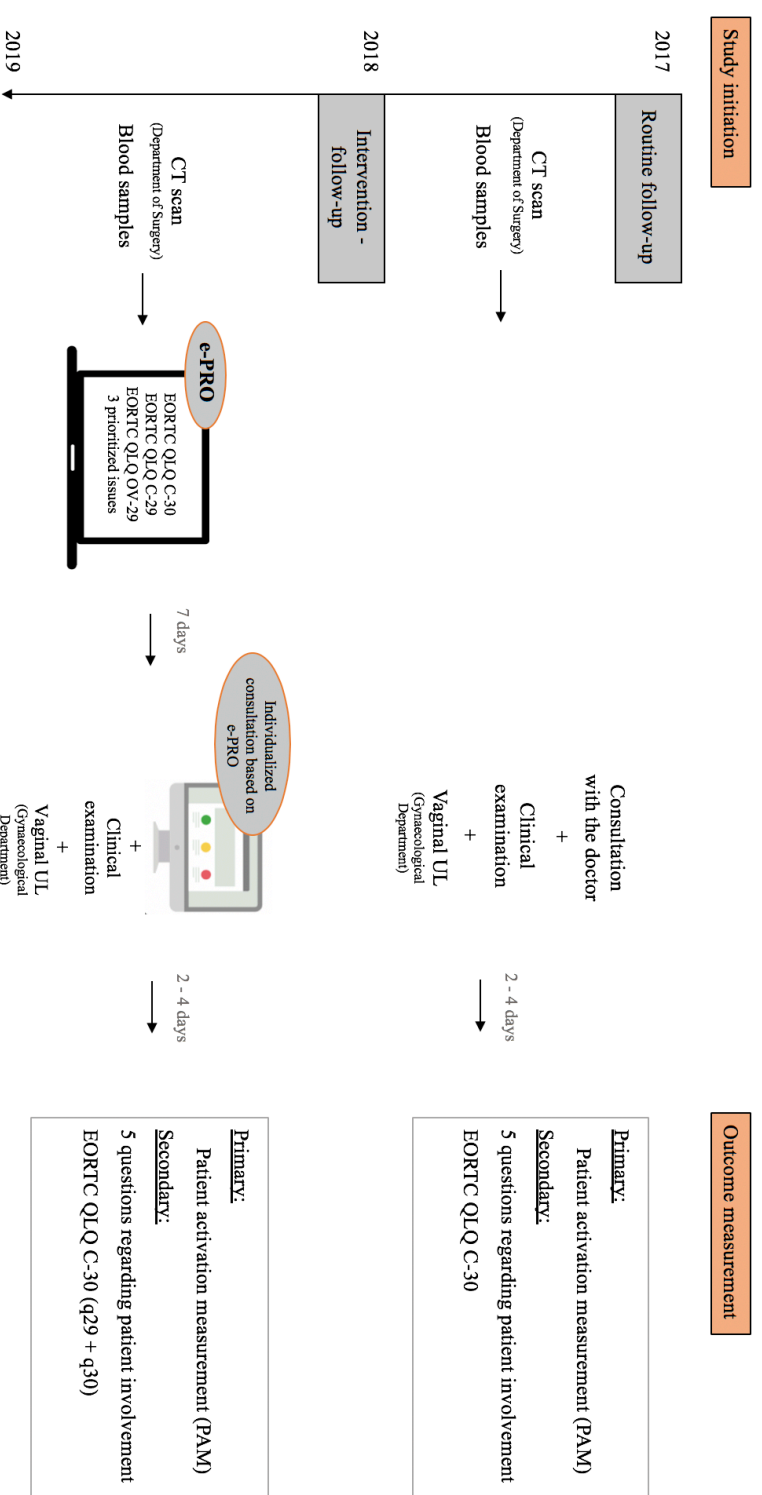 Study initiation
Outcome measurement
2017
Routine follow-up
CT scan
(Department of Surgery)
Blood samples
Consultation
with the doctor
+
Clinical
examination
+
Vaginal UL
(Gynaecological
Department)
2 - 4 days
Primary:
Patient activation measurement (PAM)
Secondary:
5 questions regarding patient involvement
EORTC QLQ C-30
2018
Intervention -
follow-up
CT scan
(Department of Surgery)
Blood samples
e-PRO
EORTC QLQ C-30
EORTC QLQ C-29
EORTC QLQ OV-29
3 prioritized issues
7 days
Individualized
consultation based on
e-PRO
+
Clinical
examination
+
Vaginal UL
(Gynaecological
Department)
2 - 4 days
Primary:
Patient activation measurement (PAM)
Secondary:
5 questions regarding patient involvement
EORTC QLQ C-30 (q29 + q30)
2019